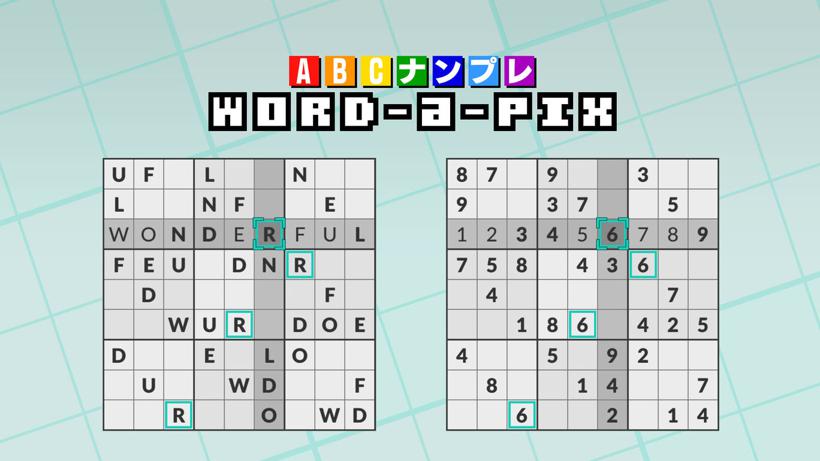 ABCナンプレ
WORD-a-PIX
U F L N
L N F E
W O N D E R F U L
F E U D D N R
D F
W U R D O E
D E L O
U W D F
R O W D
8 7 9 3
9 3 7 5
1 2 3 4 5 6 7 8 9
7 5 8 4 3 6
4 7
1 8 6 4 2 5
4 5 9 2
8 1 4 7
6 2 1 4